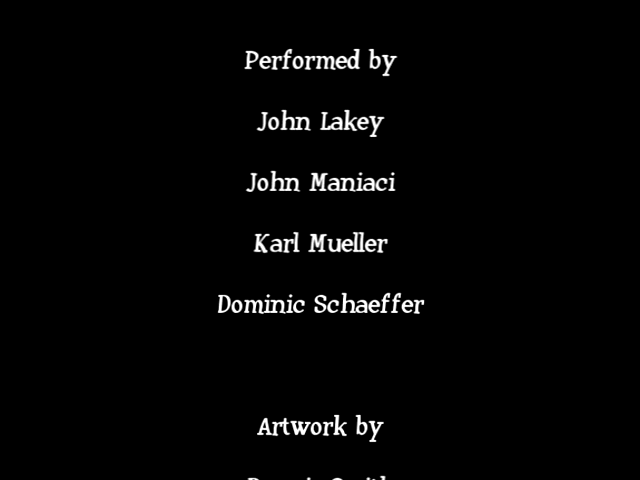 Performed by
John Lakey
John Maniaci
Karl Mueller
Dominic Schaeffer
Artwork by